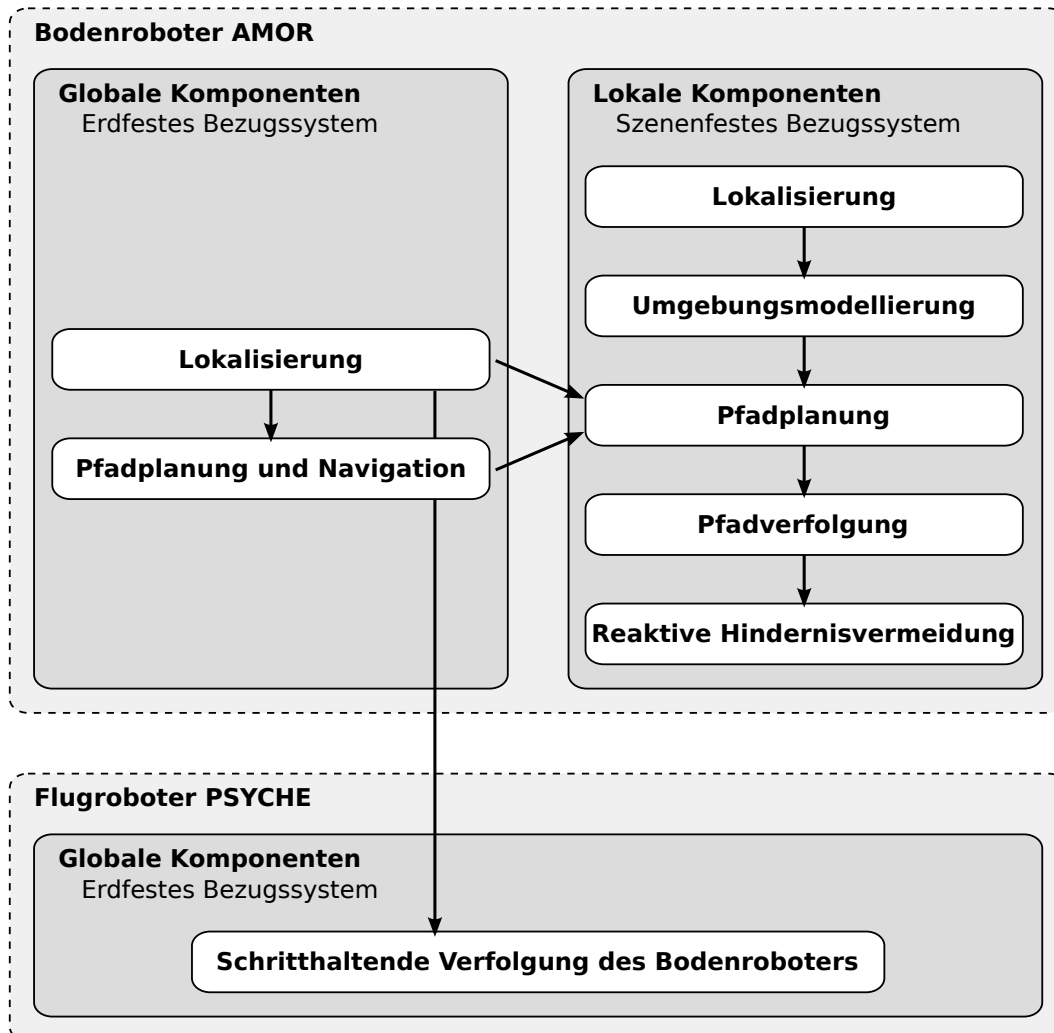 Bodenroboter AMOR
Globale Komponenten
Erdfestes Bezugssystem
Lokalisierung
Pfadplanung und Navigation
Lokale Komponenten
Szenenfestes Bezugssystem
Lokalisierung
Umgebungsmodellierung
Pfadplanung
Pfadverfolgung
Reaktive Hindernisvermeidung
Flugroboter PSYCHE
Globale Komponenten
Erdfestes Bezugssystem
Schritthaltende Verfolgung des Bodenroboters